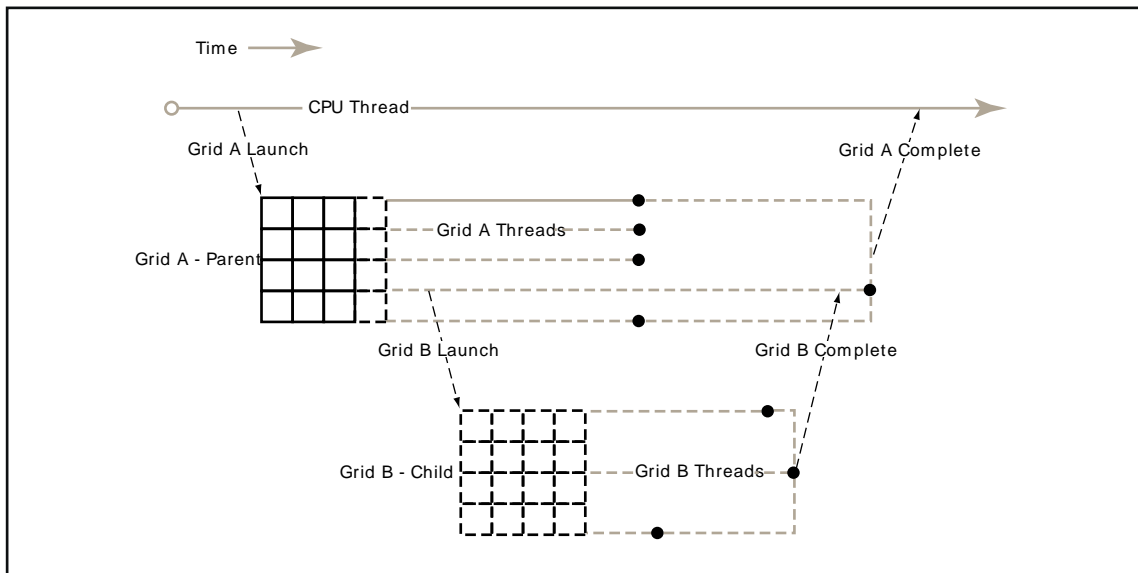 Time
CPU Thread
Grid A Launch
Grid A Complete
Grid A Threads
Grid A - Parent
Grid B Launch
Grid B Complete
Grid B - Child
Grid B Threads